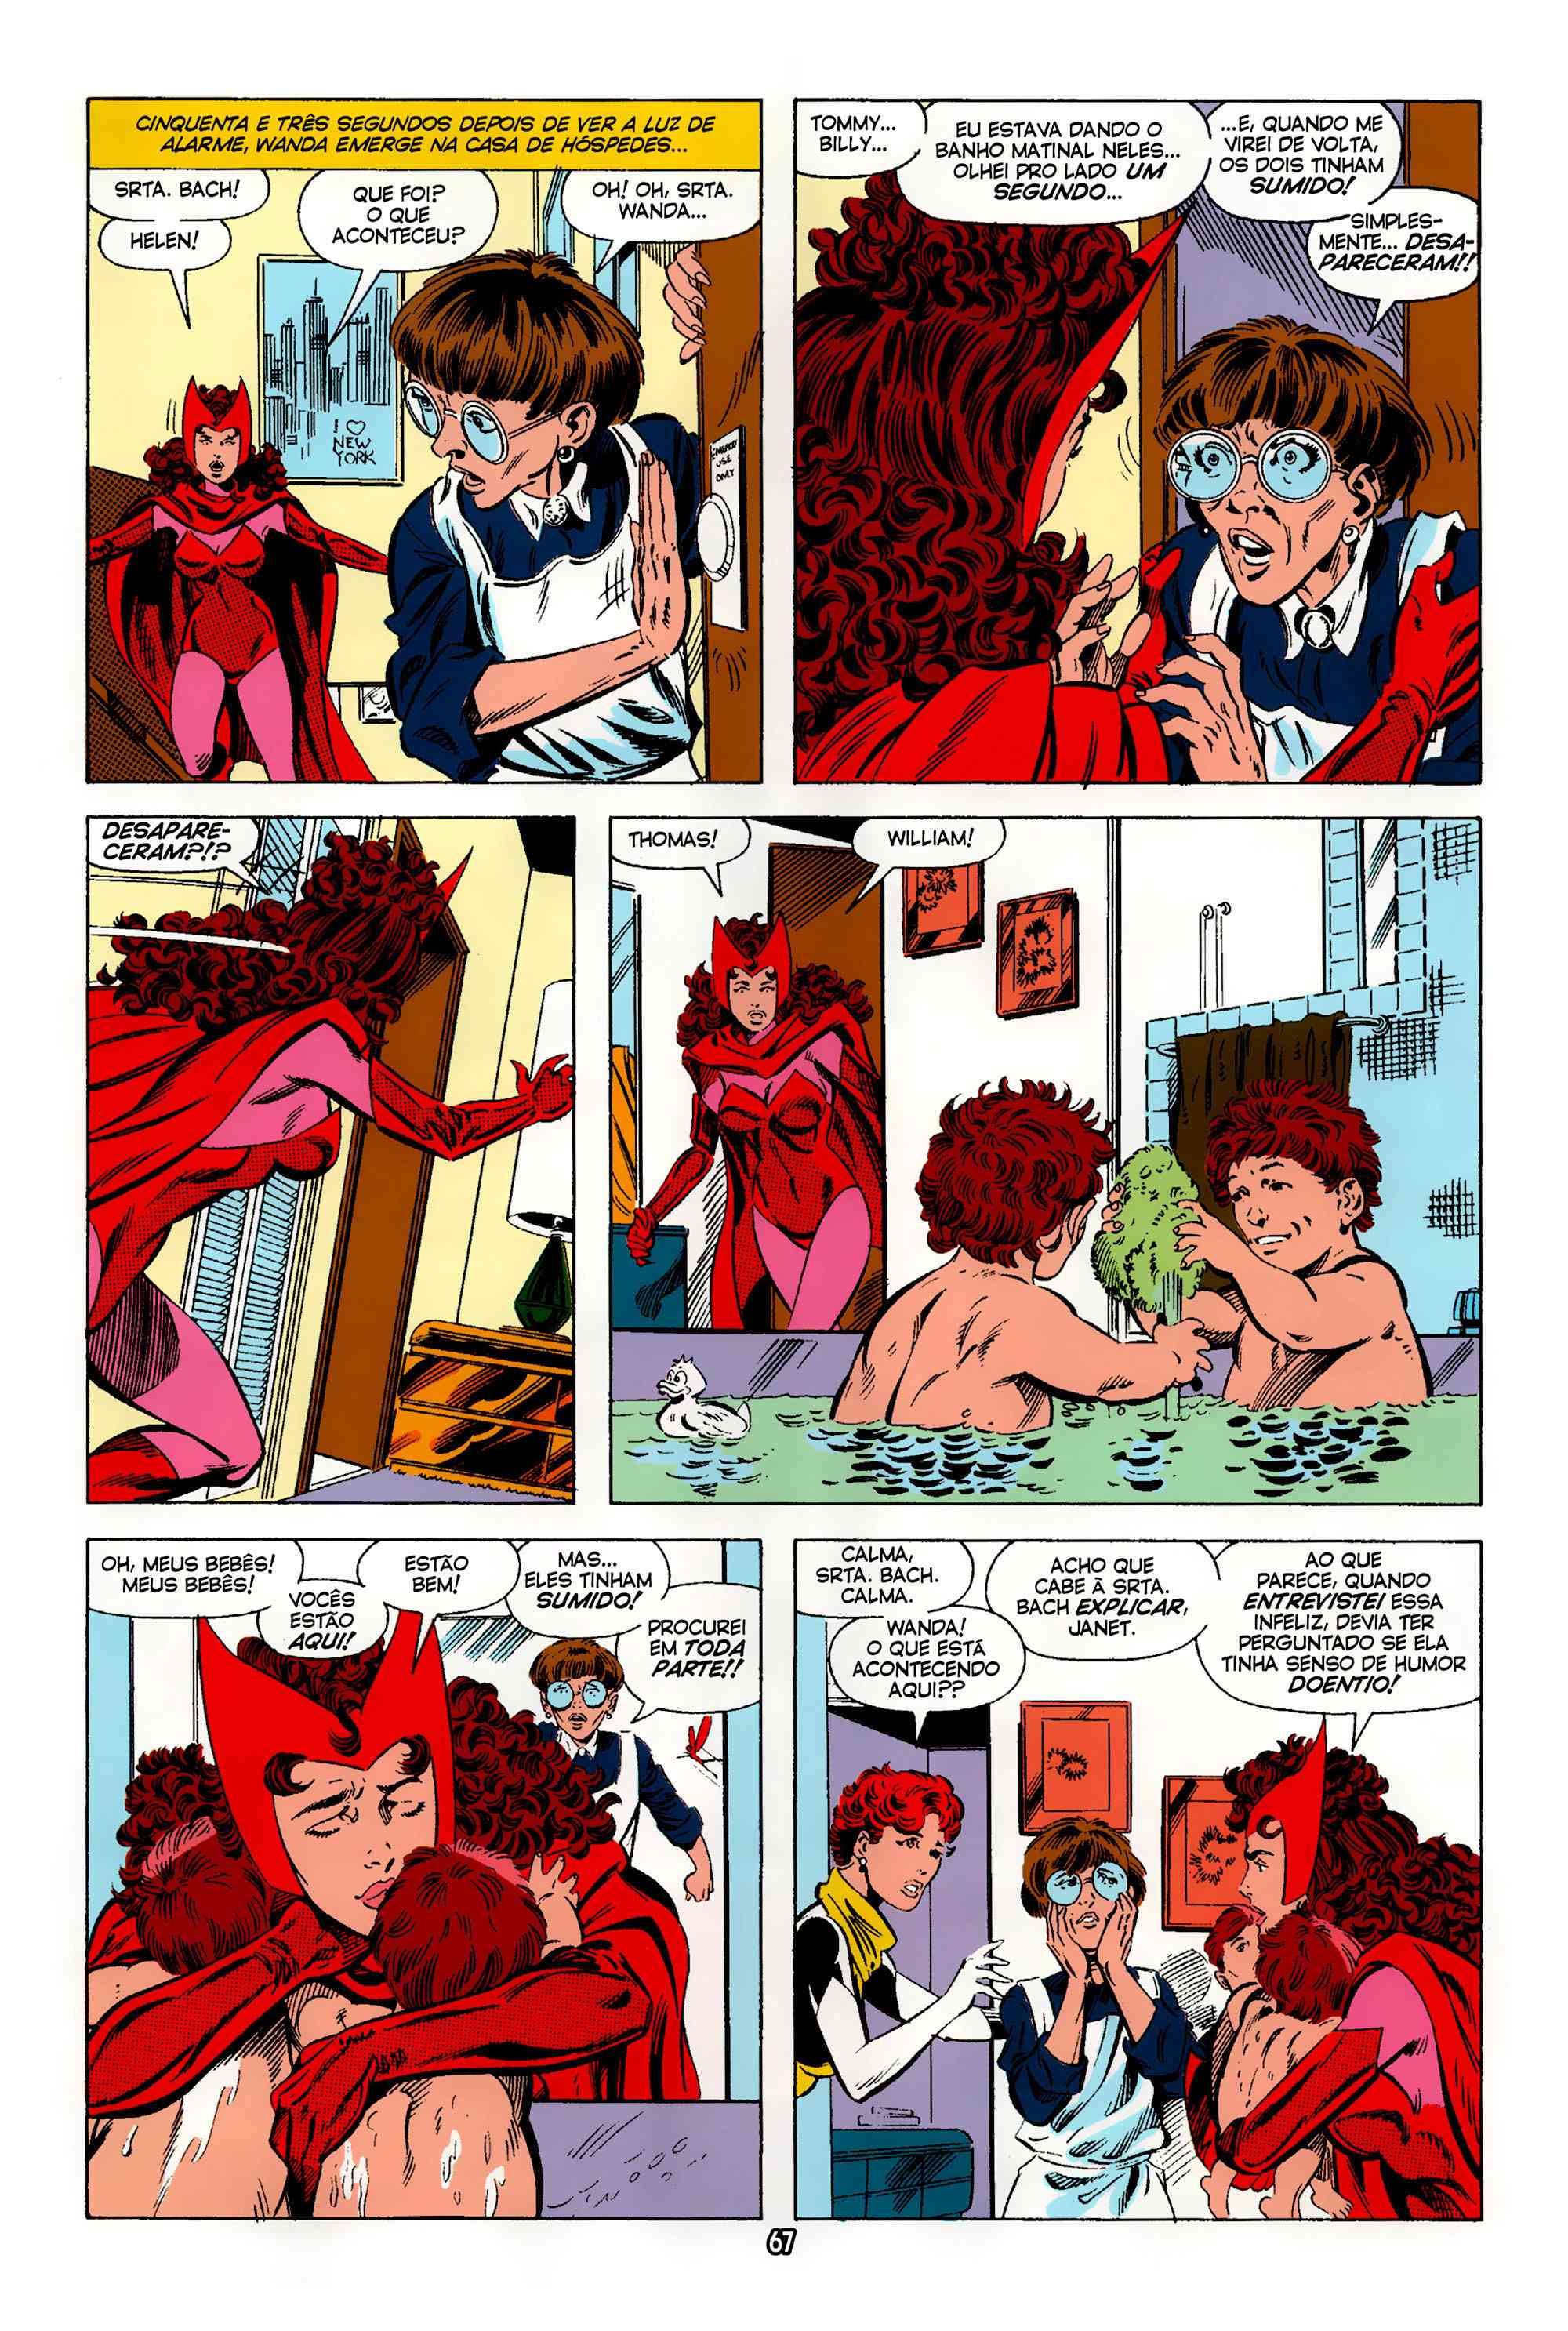 CINQUENTA E TRÊS SEGUNDOS DEPOIS DE VER A LUZ DE
ALARME, WANDA EMERGE NA CASA DE HÓSPEDES...
SRTA. BACH!
HELEN!
QUE FOI?
O QUE
ACONTECEU?
OH! OH, SRTA.
WANDA...
I ♡
NEW
YORK
EMERGENCY
USE
ONLY
TOMMY...
BILLY...
EU ESTAVA DANDO O
BANHO MATINAL NELES...
OLHEI PRO LADO UM
SEGUNDO...
...E, QUANDO ME
VIREI DE VOLTA,
OS DOIS TINHAM
SUMIDO!
SIMPLES-
MENTE... DESA-
PARECERAM!!
DESAPARE-
CERAM?!?
THOMAS!
WILLIAM!
OH, MEUS BEBÊS!
MEUS BEBÊS!
VOCÊS
ESTÃO
AQUI!
ESTÃO
BEM!
MAS...
ELES TINHAM
SUMIDO!
PROCUREI
EM TODA
PARTE!!
CALMA,
SRTA. BACH.
CALMA.
WANDA!
O QUE ESTÁ
ACONTECENDO
AQUI??
ACHO QUE
CABE À SRTA.
BACH EXPLICAR,
JANET.
AO QUE
PARECE, QUANDO
ENTREVISTEI ESSA
INFELIZ, DEVIA TER
PERGUNTADO SE ELA
TINHA SENSO DE HUMOR
DOENTIO!
67